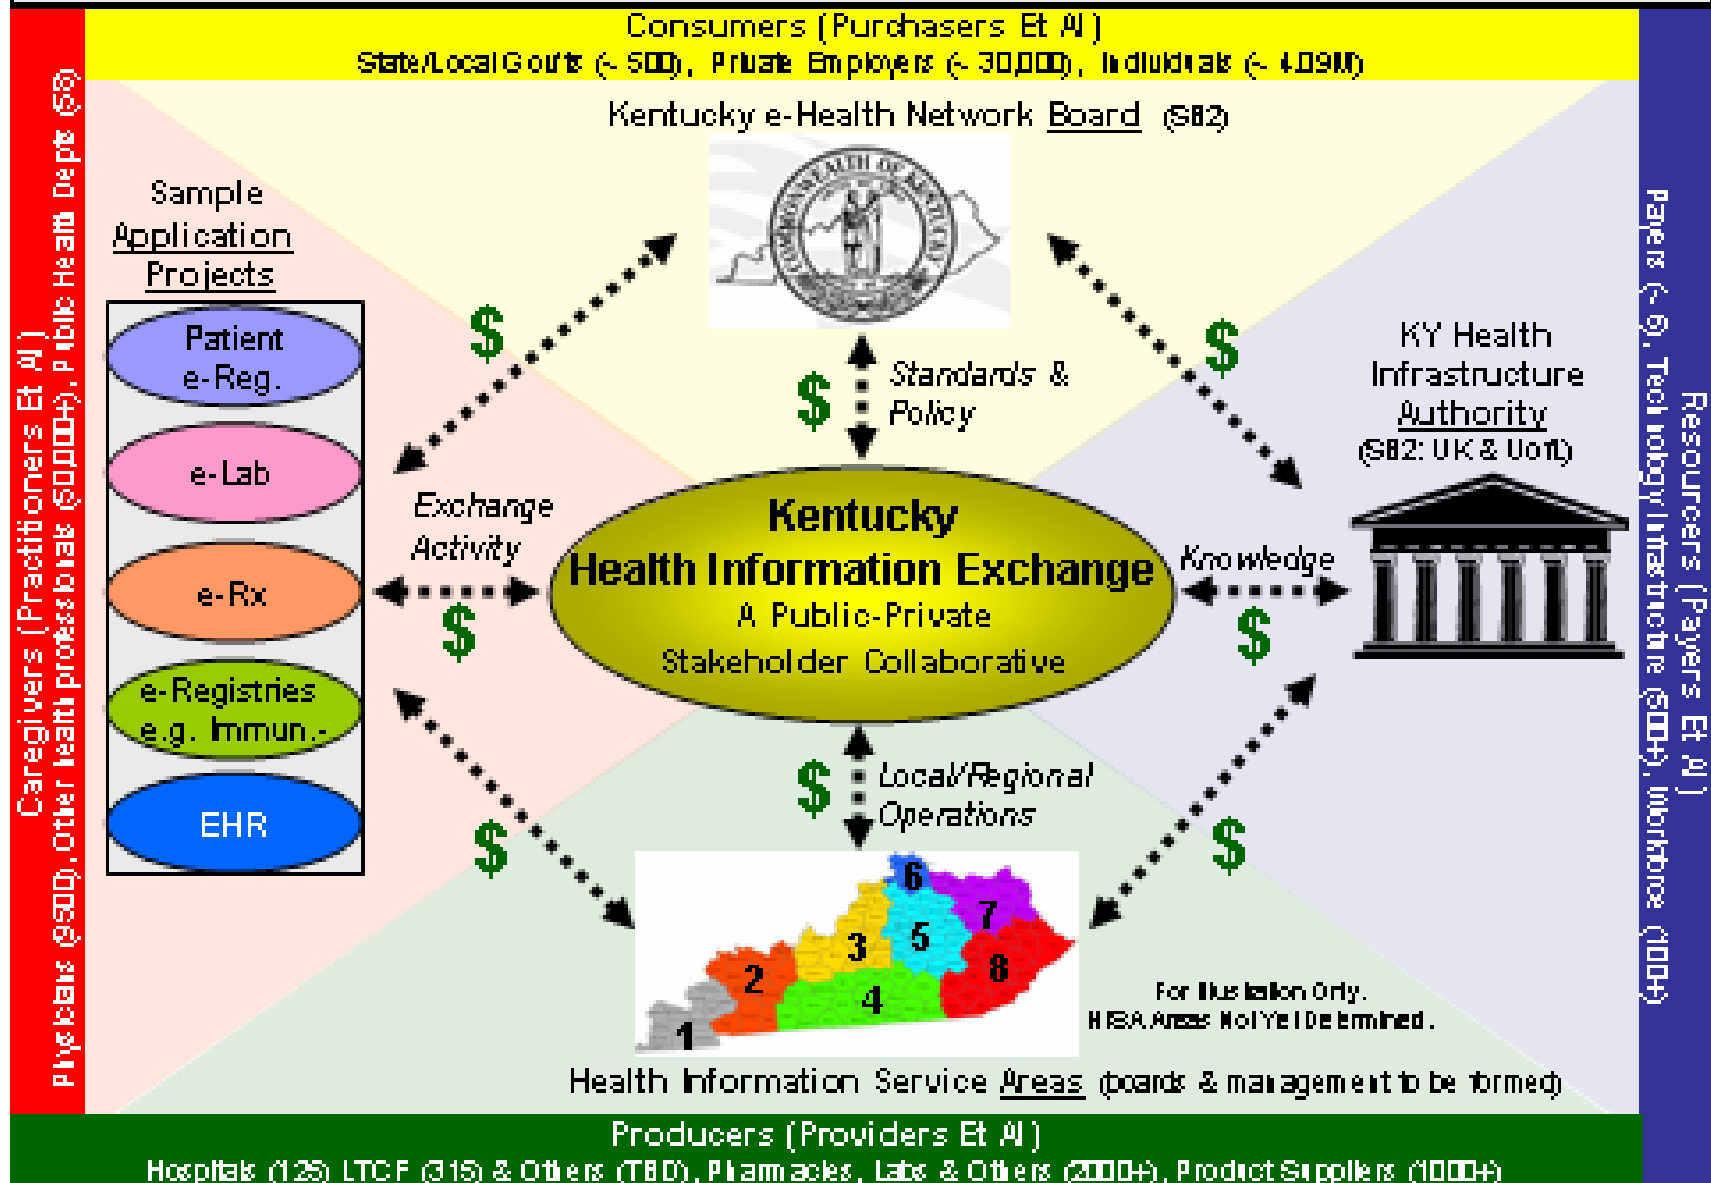 Consumers (Purchasers Et Al)
State/Local Gov'ts (~ 500), Private Employers (~ 30,000), Individuals (~ 4.09M)
Kentucky e-Health Network Board (SB2)
COMMONWEALTH OF KENTUCKY
Sample
Application
Projects
Patient
e-Reg.
e-Lab
e-Rx
e-Registries
e.g. Immun.-
EHR
$
$
$
Standards &
Policy
$
KY Health
Infrastructure
Authority
(SB2: UK & UofL)
Exchange
Activity
$
Kentucky
Health Information Exchange
A Public-Private
Stakeholder Collaborative
Knowledge
$
$
$
Local/Regional
Operations
$
1
2
3
4
5
6
7
8
For Illustration Only.
HISA Areas Not Yet Determined.
Health Information Service Areas (boards & management to be formed)
Caregivers (Practitioners Et Al)
Physicians (9500), Other health professionals (50,000+), Public Health Depts (58)
Resourcers (Payers Et Al)
Payers (~ 6), Technology Infrastructure (500+), Workforce (100+)
Producers (Providers Et Al)
Hospitals (125) LTCF (315) & Others (TBD), Pharmacies, Labs & Others (2000+), Product Suppliers (1000+)